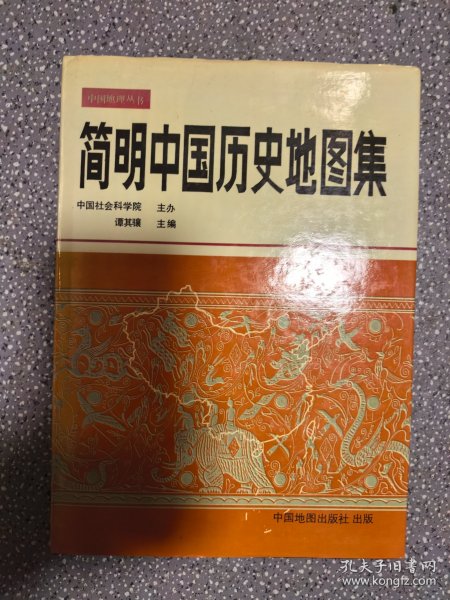 中国地理丛书
简明中国历史地图集
中国社会科学院 主办
谭其骧 主编
中国地图出版社 出版
孔夫子旧书网
www.kongfz.com